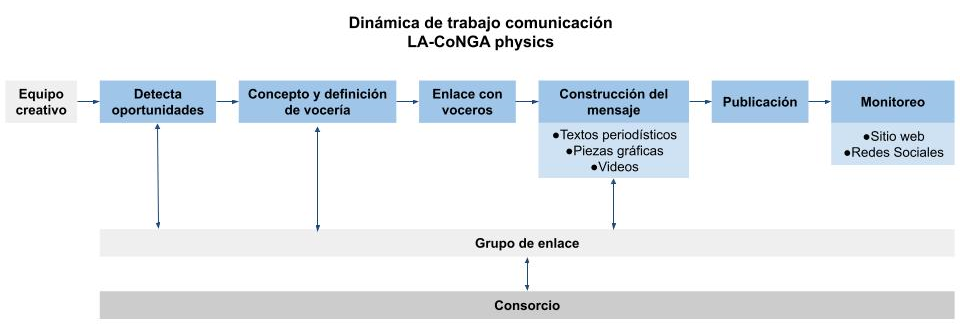 Dinámica de trabajo comunicación
LA-CoNGA physics
Equipo
creativo
Detecta
oportunidades
Concepto y definición
de vocería
Enlace con
voceros
Construcción del
mensaje
●Textos periodísticos
●Piezas gráficas
●Videos
Publicación
Monitoreo
●Sitio web
●Redes Sociales
Grupo de enlace
Consorcio